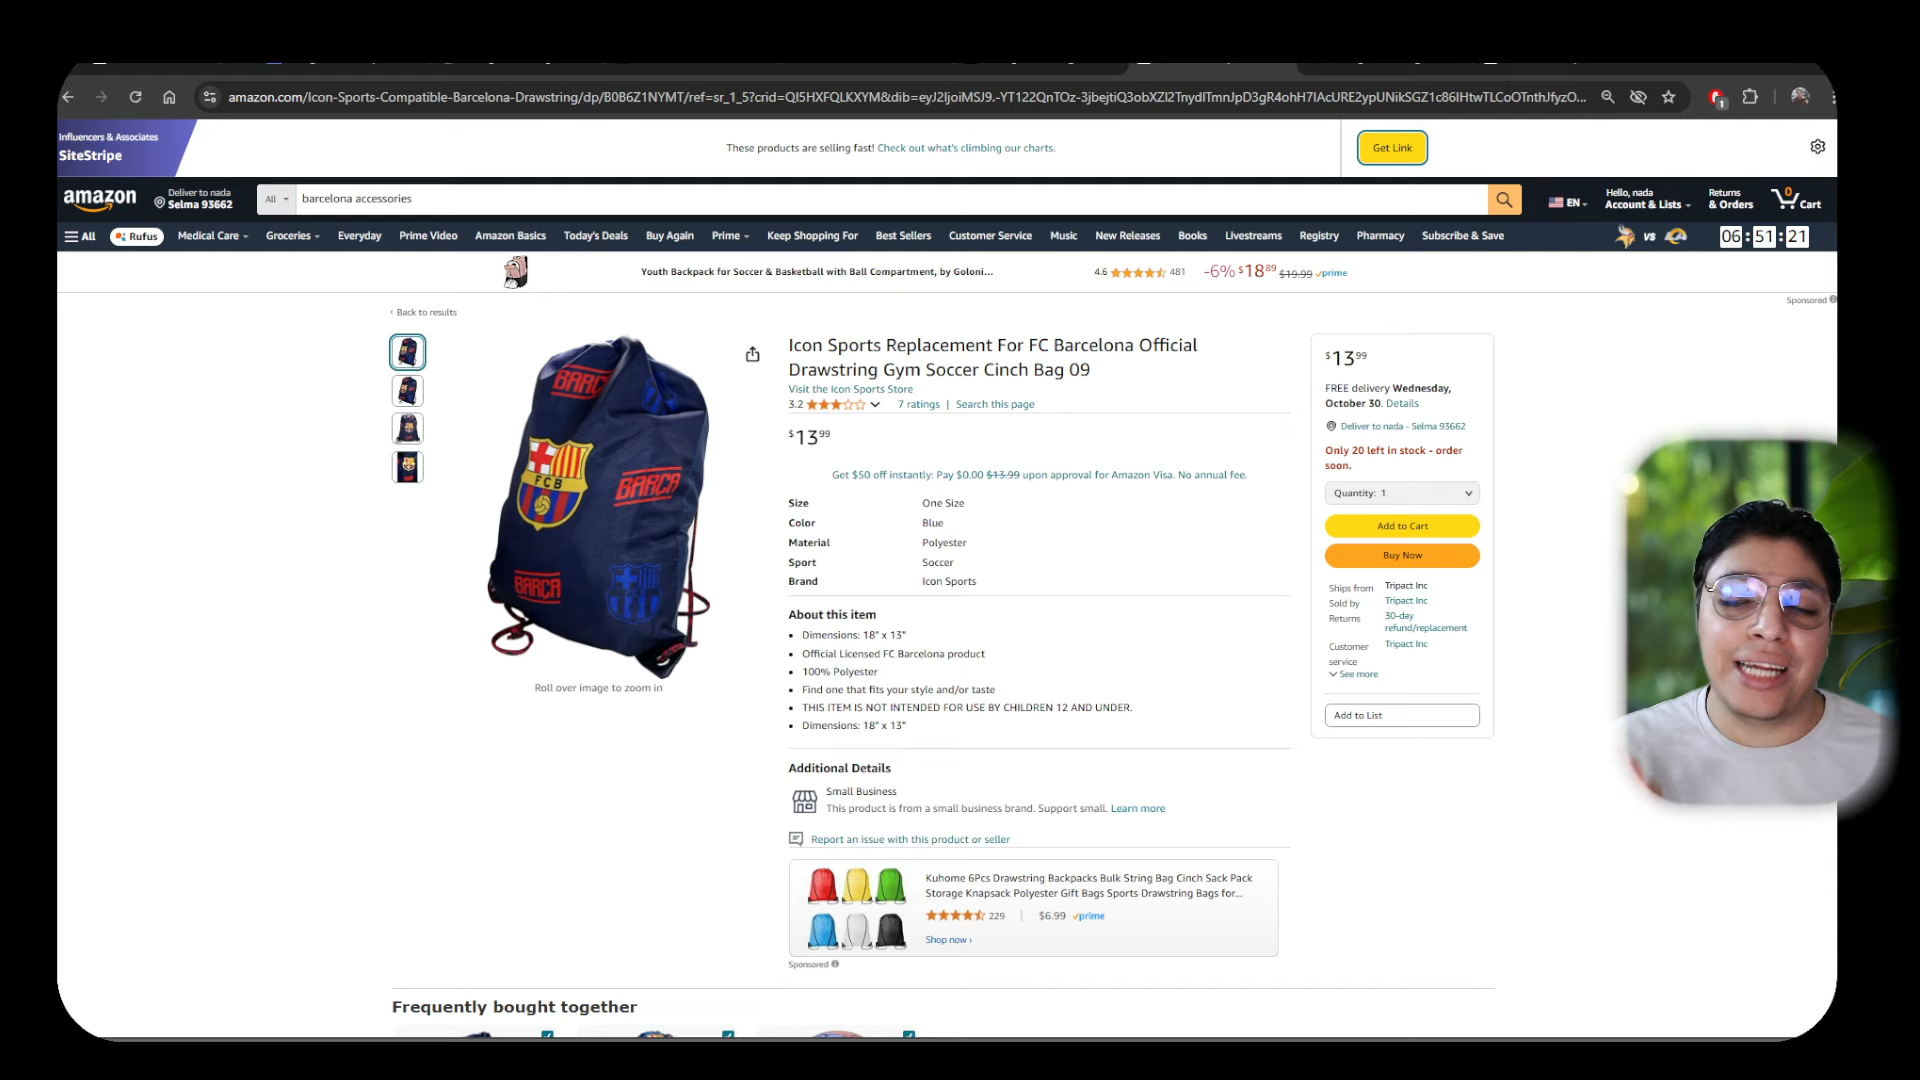 amazon.com/Icon-Sports-Compatible-Barcelona-Drawstring/dp/B0B6Z1NYMT/ref=sr_1_5?crid=QI5HXFQLKXYM&dib=eyJ2IjoiMSJ9.-YT122QnTOz-3jbejtiQ3obXZl2TnydlTmnJpD3gR4ohH7lAcURE2ypUNikSGZ1c86lHtwTLCoOTnthJfyzO...
1
Influencers & Associates
SiteStripe
These products are selling fast! Check out what's climbing our charts.
Get Link
amazon
Deliver to nada
Selma 93662
All
barcelona accessories
EN
Hello, nada
Account & Lists
Returns
& Orders
0
Cart
All
Rufus
Medical Care
Groceries
Everyday
Prime Video
Amazon Basics
Today's Deals
Buy Again
Prime
Keep Shopping For
Best Sellers
Customer Service
Music
New Releases
Books
Livestreams
Registry
Pharmacy
Subscribe & Save
VS
06:51:21
Youth Backpack for Soccer & Basketball with Ball Compartment, by Goloni...
4.6 481 -6% $18 89 $19.99 prime
Sponsored
‹ Back to results
BARÇ
FCB
BARÇA
BARÇA
Roll over image to zoom in
Icon Sports Replacement For FC Barcelona Official
Drawstring Gym Soccer Cinch Bag 09
Visit the Icon Sports Store
3.2 7 ratings | Search this page
$13 99
Get $50 off instantly: Pay $0.00 $13.99 upon approval for Amazon Visa. No annual fee.
Size One Size
Color Blue
Material Polyester
Sport Soccer
Brand Icon Sports
About this item
• Dimensions: 18" x 13"
• Official Licensed FC Barcelona product
• 100% Polyester
• Find one that fits your style and/or taste
• THIS ITEM IS NOT INTENDED FOR USE BY CHILDREN 12 AND UNDER.
• Dimensions: 18" x 13"
Additional Details
Small Business
This product is from a small business brand. Support small. Learn more
Report an issue with this product or seller
Kuhome 6Pcs Drawstring Backpacks Bulk String Bag Cinch Sack Pack
Storage Knapsack Polyester Gift Bags Sports Drawstring Bags for...
229 | $6.99 prime
Shop now ›
Sponsored
$13 99
FREE delivery Wednesday,
October 30. Details
Deliver to nada - Selma 93662
Only 20 left in stock - order
soon.
Quantity: 1
Add to Cart
Buy Now
Ships from Tripact Inc
Sold by Tripact Inc
Returns 30-day
refund/replacement
Customer Tripact Inc
service
See more
Add to List
Frequently bought together